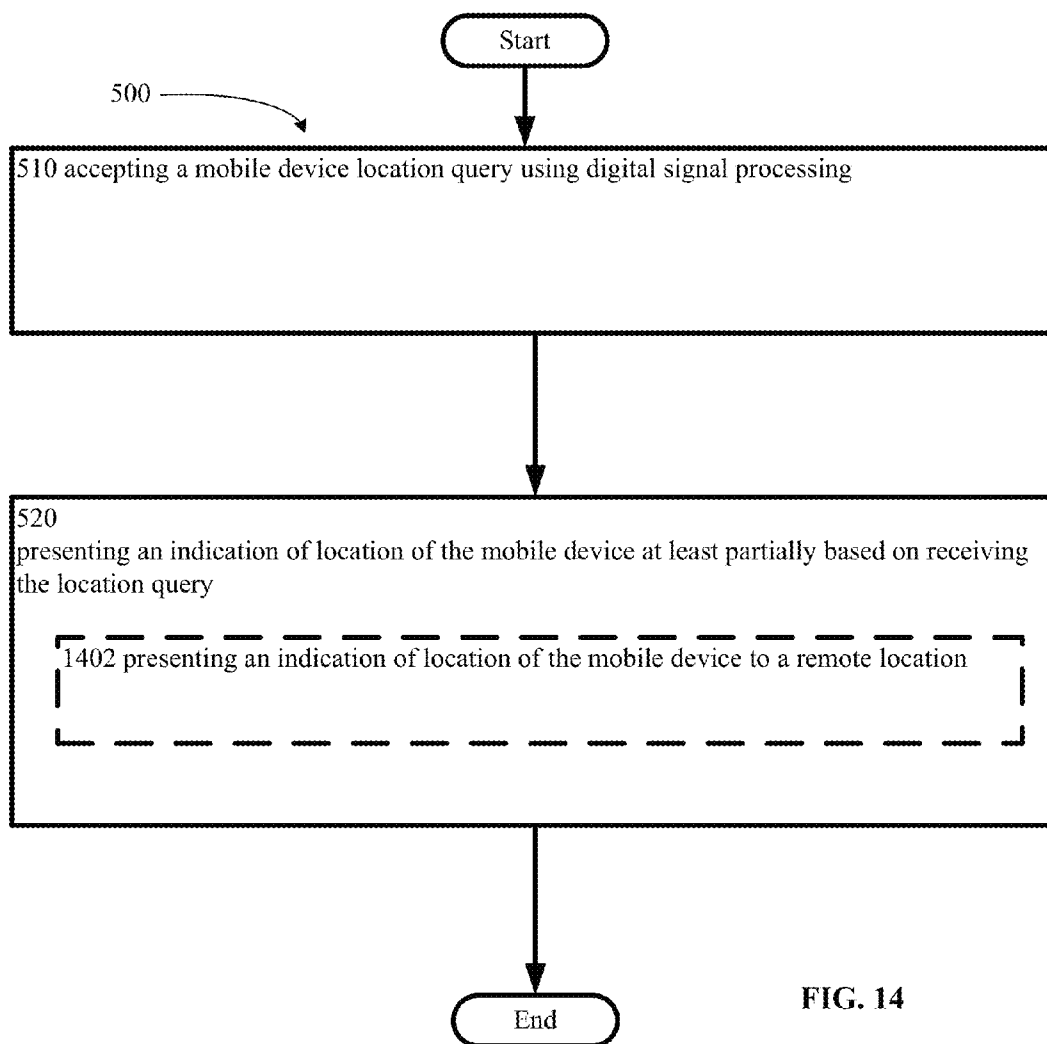 Start
500
510 accepting a mobile device location query using digital signal processing
520
presenting an indication of location of the mobile device at least partially based on receiving
the location query
1402 presenting an indication of location of the mobile device to a remote location
End
FIG. 14